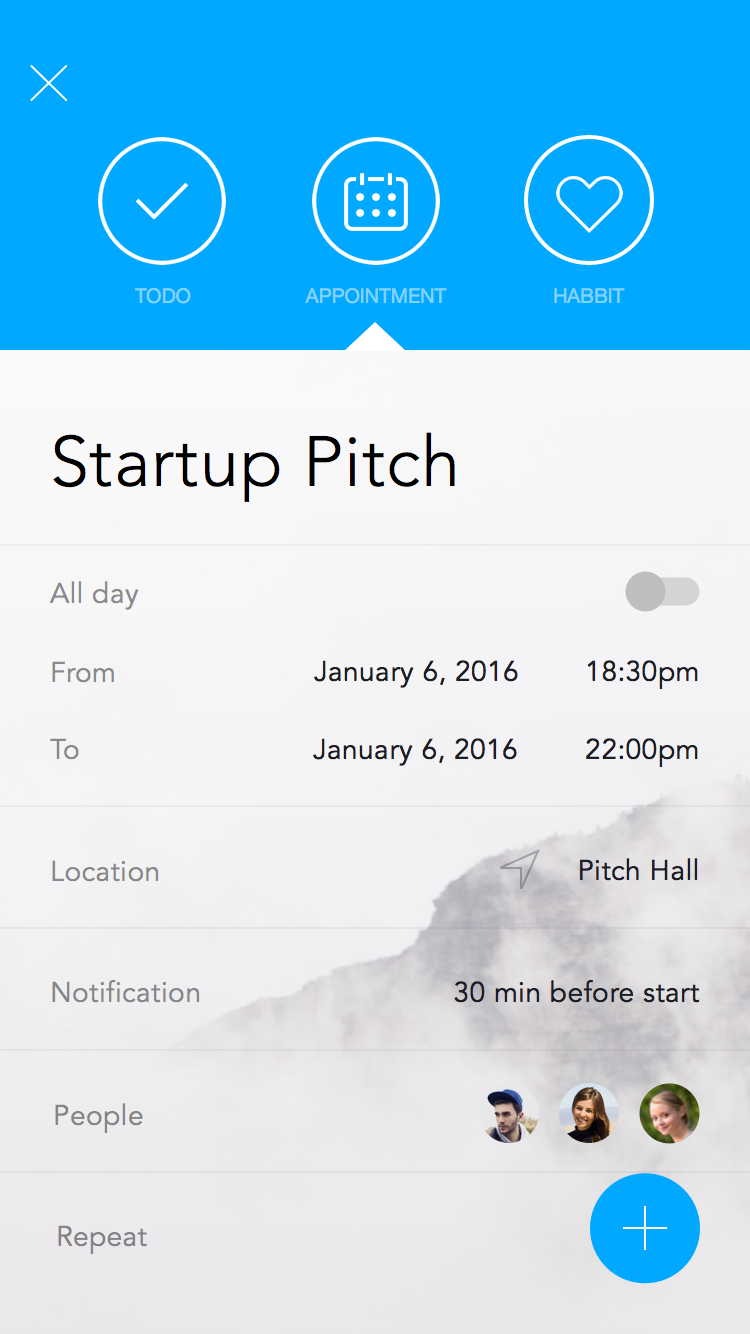 TODO APPOINTMENT HABBIT
Startup Pitch
All day
From January 6, 2016 18:30pm
To January 6, 2016 22:00pm
Location Pitch Hall
Notification 30 min before start
People
Repeat